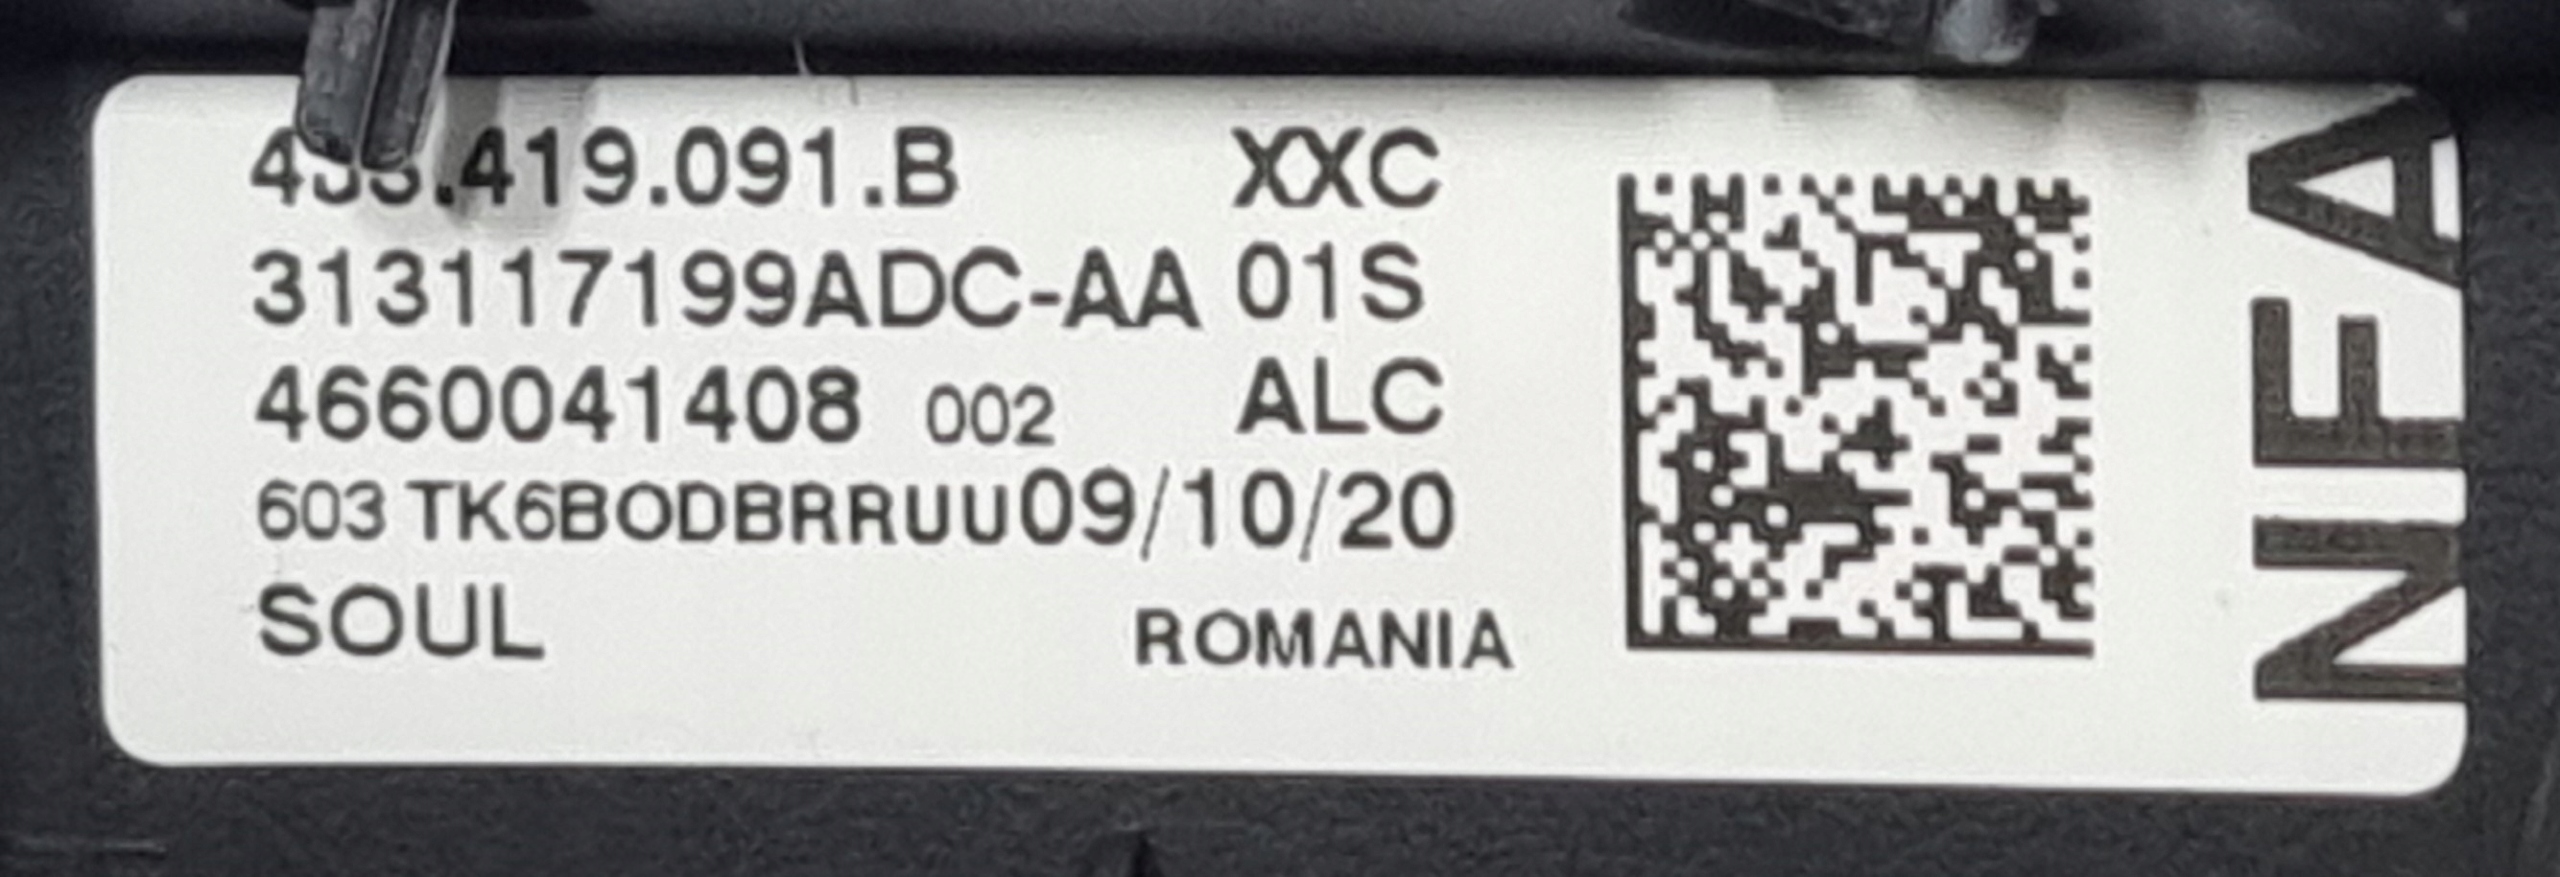 .419.091.B XXC
313117199ADC-AA 01S
4660041408 002 ALC
603 TK6BODBRRUU09/10/20
SOUL ROMANIA
NFA